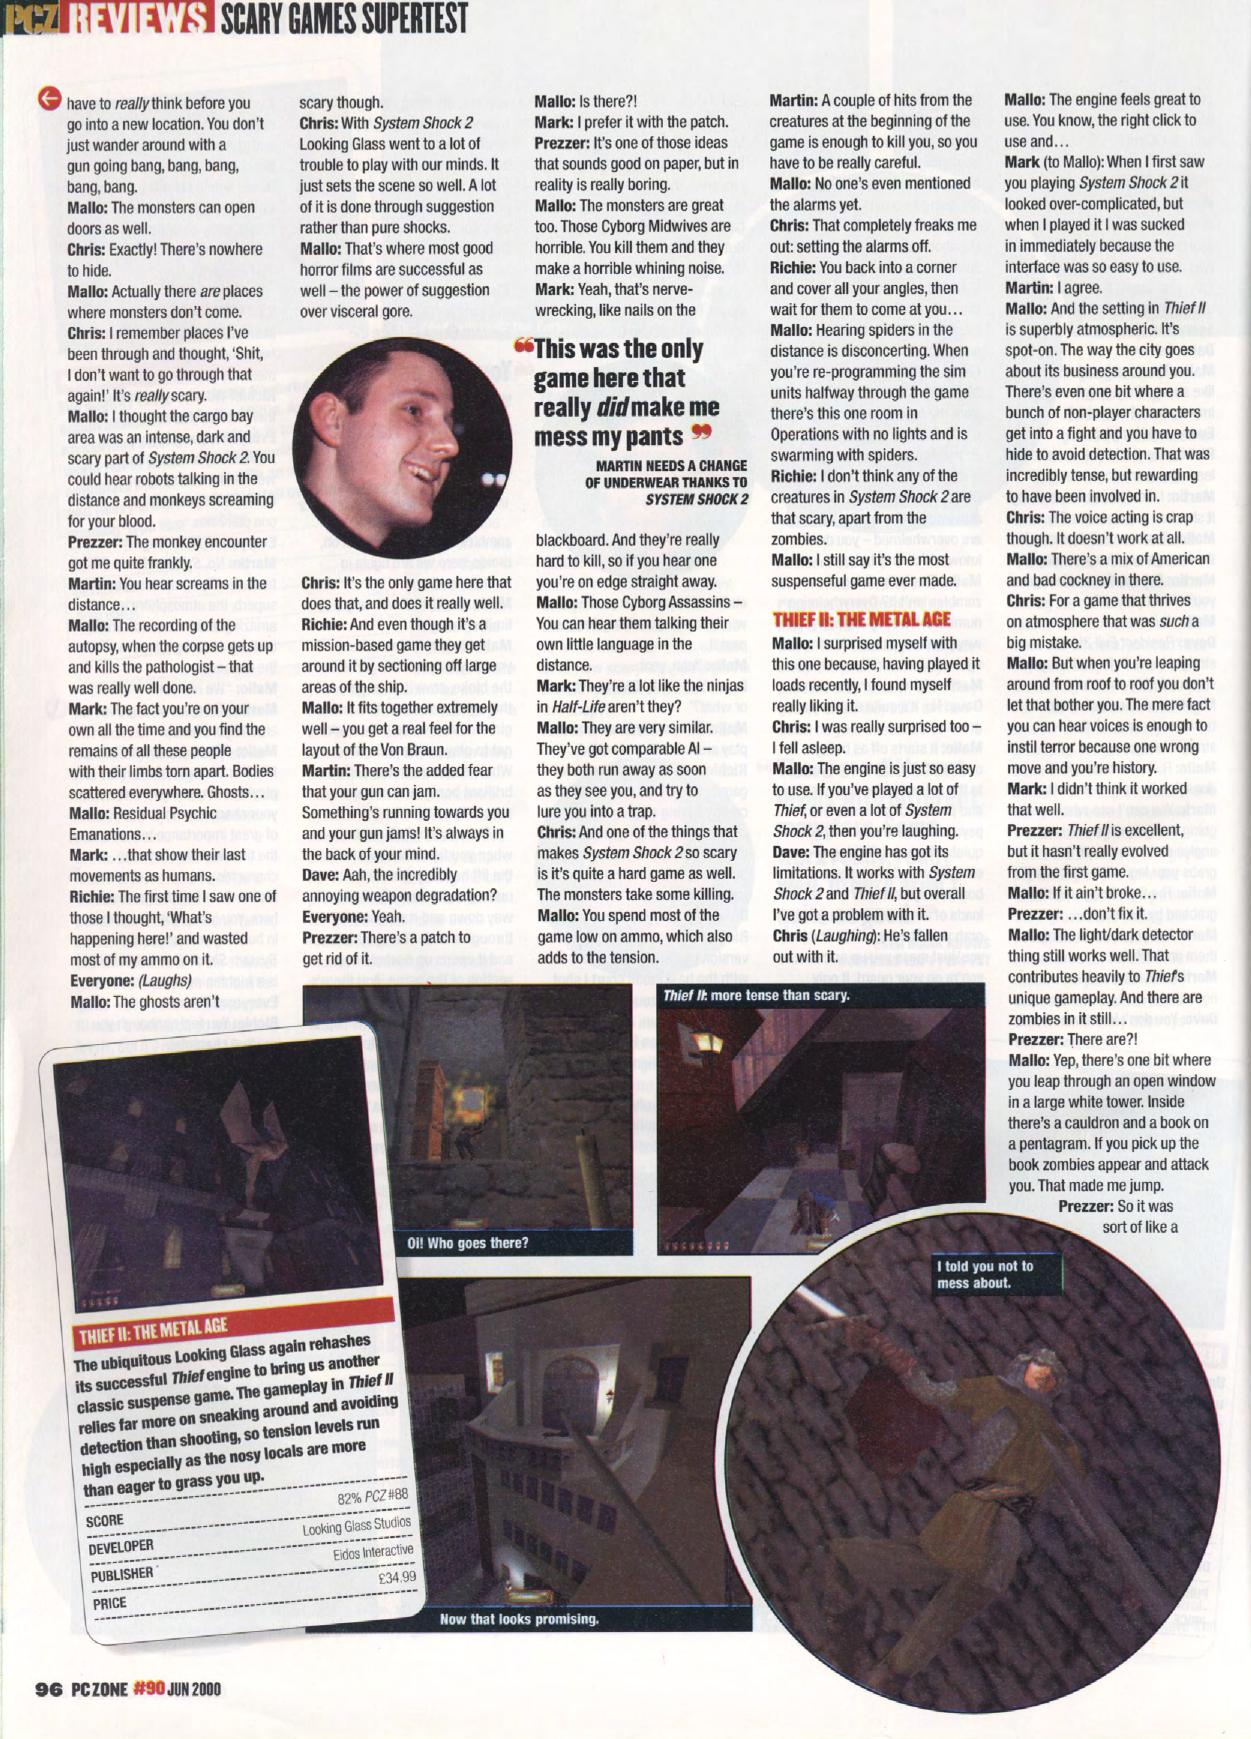 PCZ REVIEWS SCARY GAMES SUPERTEST
have to really think before you
go into a new location. You don't
just wander around with a
gun going bang, bang, bang,
bang, bang.
Mallo: The monsters can open
doors as well.
Chris: Exactly! There's nowhere
to hide.
Mallo: Actually there are places
where monsters don't come.
Chris: I remember places I've
been through and thought, 'Shit,
I don't want to go through that
again!' It's really scary.
Mallo: I thought the cargo bay
area was an intense, dark and
scary part of System Shock 2. You
could hear robots talking in the
distance and monkeys screaming
for your blood.
Prezzer: The monkey encounter
got me quite frankly.
Martin: You hear screams in the
distance...
Mallo: The recording of the
autopsy, when the corpse gets up
and kills the pathologist – that
was really well done.
Mark: The fact you're on your
own all the time and you find the
remains of all these people
with their limbs torn apart. Bodies
scattered everywhere. Ghosts...
Mallo: Residual Psychic
Emanations...
Mark: ...that show their last
movements as humans.
Richie: The first time I saw one of
those I thought, 'What's
happening here!' and wasted
most of my ammo on it.
Everyone: (Laughs)
Mallo: The ghosts aren't
scary though.
Chris: With System Shock 2
Looking Glass went to a lot of
trouble to play with our minds. It
just sets the scene so well. A lot
of it is done through suggestion
rather than pure shocks.
Mallo: That's where most good
horror films are successful as
well – the power of suggestion
over visceral gore.
Chris: It's the only game here that
does that, and does it really well.
Richie: And even though it's a
mission-based game they get
around it by sectioning off large
areas of the ship.
Mallo: It fits together extremely
well – you get a real feel for the
layout of the Von Braun.
Martin: There's the added fear
that your gun can jam.
Something's running towards you
and your gun jams! It's always in
the back of your mind.
Dave: Aah, the incredibly
annoying weapon degradation?
Everyone: Yeah.
Prezzer: There's a patch to
get rid of it.
Mallo: Is there?!
Mark: I prefer it with the patch.
Prezzer: It's one of those ideas
that sounds good on paper, but in
reality is really boring.
Mallo: The monsters are great
too. Those Cyborg Midwives are
horrible. You kill them and they
make a horrible whining noise.
Mark: Yeah, that's nerve-
wrecking, like nails on the
“This was the only
game here that
really did make me
mess my pants”
MARTIN NEEDS A CHANGE
OF UNDERWEAR THANKS TO
SYSTEM SHOCK 2
blackboard. And they're really
hard to kill, so if you hear one
you're on edge straight away.
Mallo: Those Cyborg Assassins –
You can hear them talking their
own little language in the
distance.
Mark: They're a lot like the ninjas
in Half-Life aren't they?
Mallo: They are very similar.
They've got comparable AI –
they both run away as soon
as they see you, and try to
lure you into a trap.
Chris: And one of the things that
makes System Shock 2 so scary
is it's quite a hard game as well.
The monsters take some killing.
Mallo: You spend most of the
game low on ammo, which also
adds to the tension.
Martin: A couple of hits from the
creatures at the beginning of the
game is enough to kill you, so you
have to be really careful.
Mallo: No one's even mentioned
the alarms yet.
Chris: That completely freaks me
out: setting the alarms off.
Richie: You back into a corner
and cover all your angles, then
wait for them to come at you...
Mallo: Hearing spiders in the
distance is disconcerting. When
you're re-programming the sim
units halfway through the game
there's this one room in
Operations with no lights and is
swarming with spiders.
Richie: I don't think any of the
creatures in System Shock 2 are
that scary, apart from the
zombies.
Mallo: I still say it's the most
suspenseful game ever made.
THIEF II: THE METAL AGE
Mallo: I surprised myself with
this one because, having played it
loads recently, I found myself
really liking it.
Chris: I was really surprised too –
I fell asleep.
Mallo: The engine is just so easy
to use. If you've played a lot of
Thief, or even a lot of System
Shock 2, then you're laughing.
Dave: The engine has got its
limitations. It works with System
Shock 2 and Thief II, but overall
I've got a problem with it.
Chris (Laughing): He's fallen
out with it.
Mallo: The engine feels great to
use. You know, the right click to
use and...
Mark (to Mallo): When I first saw
you playing System Shock 2 it
looked over-complicated, but
when I played it I was sucked
in immediately because the
interface was so easy to use.
Martin: I agree.
Mallo: And the setting in Thief II
is superbly atmospheric. It's
spot-on. The way the city goes
about its business around you.
There's even one bit where a
bunch of non-player characters
get into a fight and you have to
hide to avoid detection. That was
incredibly tense, but rewarding
to have been involved in.
Chris: The voice acting is crap
though. It doesn't work at all.
Mallo: There's a mix of American
and bad cockney in there.
Chris: For a game that thrives
on atmosphere that was such a
big mistake.
Mallo: But when you're leaping
around from roof to roof you don't
let that bother you. The mere fact
you can hear voices is enough to
instil terror because one wrong
move and you're history.
Mark: I didn't think it worked
that well.
Prezzer: Thief II is excellent,
but it hasn't really evolved
from the first game.
Mallo: If it ain't broke...
Prezzer: ...don't fix it.
Mallo: The light/dark detector
thing still works well. That
contributes heavily to Thief's
unique gameplay. And there are
zombies in it still...
Prezzer: There are?!
Mallo: Yep, there's one bit where
you leap through an open window
in a large white tower. Inside
there's a cauldron and a book on
a pentagram. If you pick up the
book zombies appear and attack
you. That made me jump.
Prezzer: So it was
sort of like a
Thief II: more tense than scary.
Oi! Who goes there?
I told you not to
mess about.
Now that looks promising.
THIEF II: THE METAL AGE
The ubiquitous Looking Glass again rehashes
its successful Thief engine to bring us another
classic suspense game. The gameplay in Thief II
relies far more on sneaking around and avoiding
detection than shooting, so tension levels run
high especially as the nosy locals are more
than eager to grass you up.
SCORE 82% PCZ #88
DEVELOPER Looking Glass Studios
PUBLISHER Eidos Interactive
PRICE £34.99
96 PCZONE #90 JUN 2000